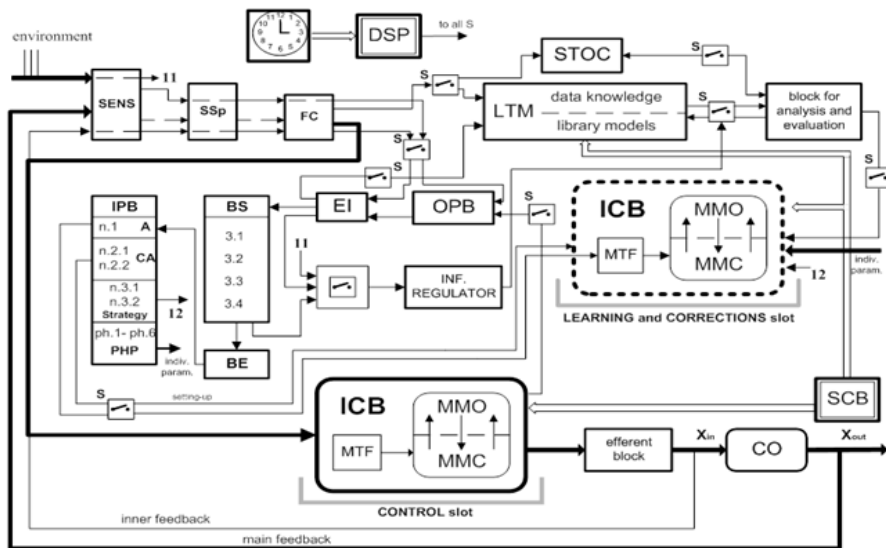 environment
DSP
to all S
STOC
S
S
11
SENS
SSp
FC
LTM
data knowledge
library models
S
block for
analysis and
evaluation
S
S
S
IPB
n.1
A
n.2.1
n.2.2
CA
n.3.1
n.3.2
Strategy
ph.1- ph.6
PHP
12
indiv.
param.
BS
3.1
3.2
3.3
3.4
BE
EI
OPB
S
11
INF.
REGULATOR
ICB
MTF
MMO
MMC
indiv.
param.
12
LEARNING and CORRECTIONS slot
S
setting-up
ICB
MTF
MMO
MMC
CONTROL slot
SCB
efferent
block
Xin
CO
Xout
inner feedback
main feedback